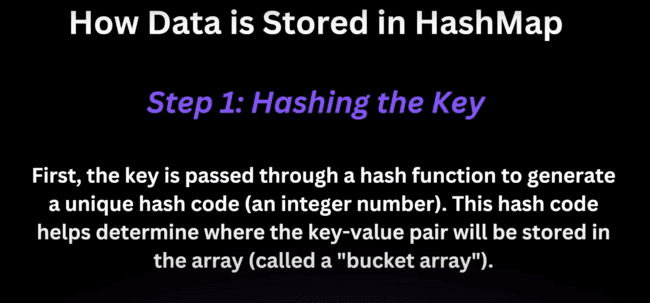 How Data is Stored in HashMap
Step 1: Hashing the Key
First, the key is passed through a hash function to generate
a unique hash code (an integer number). This hash code
helps determine where the key-value pair will be stored in
the array (called a "bucket array").